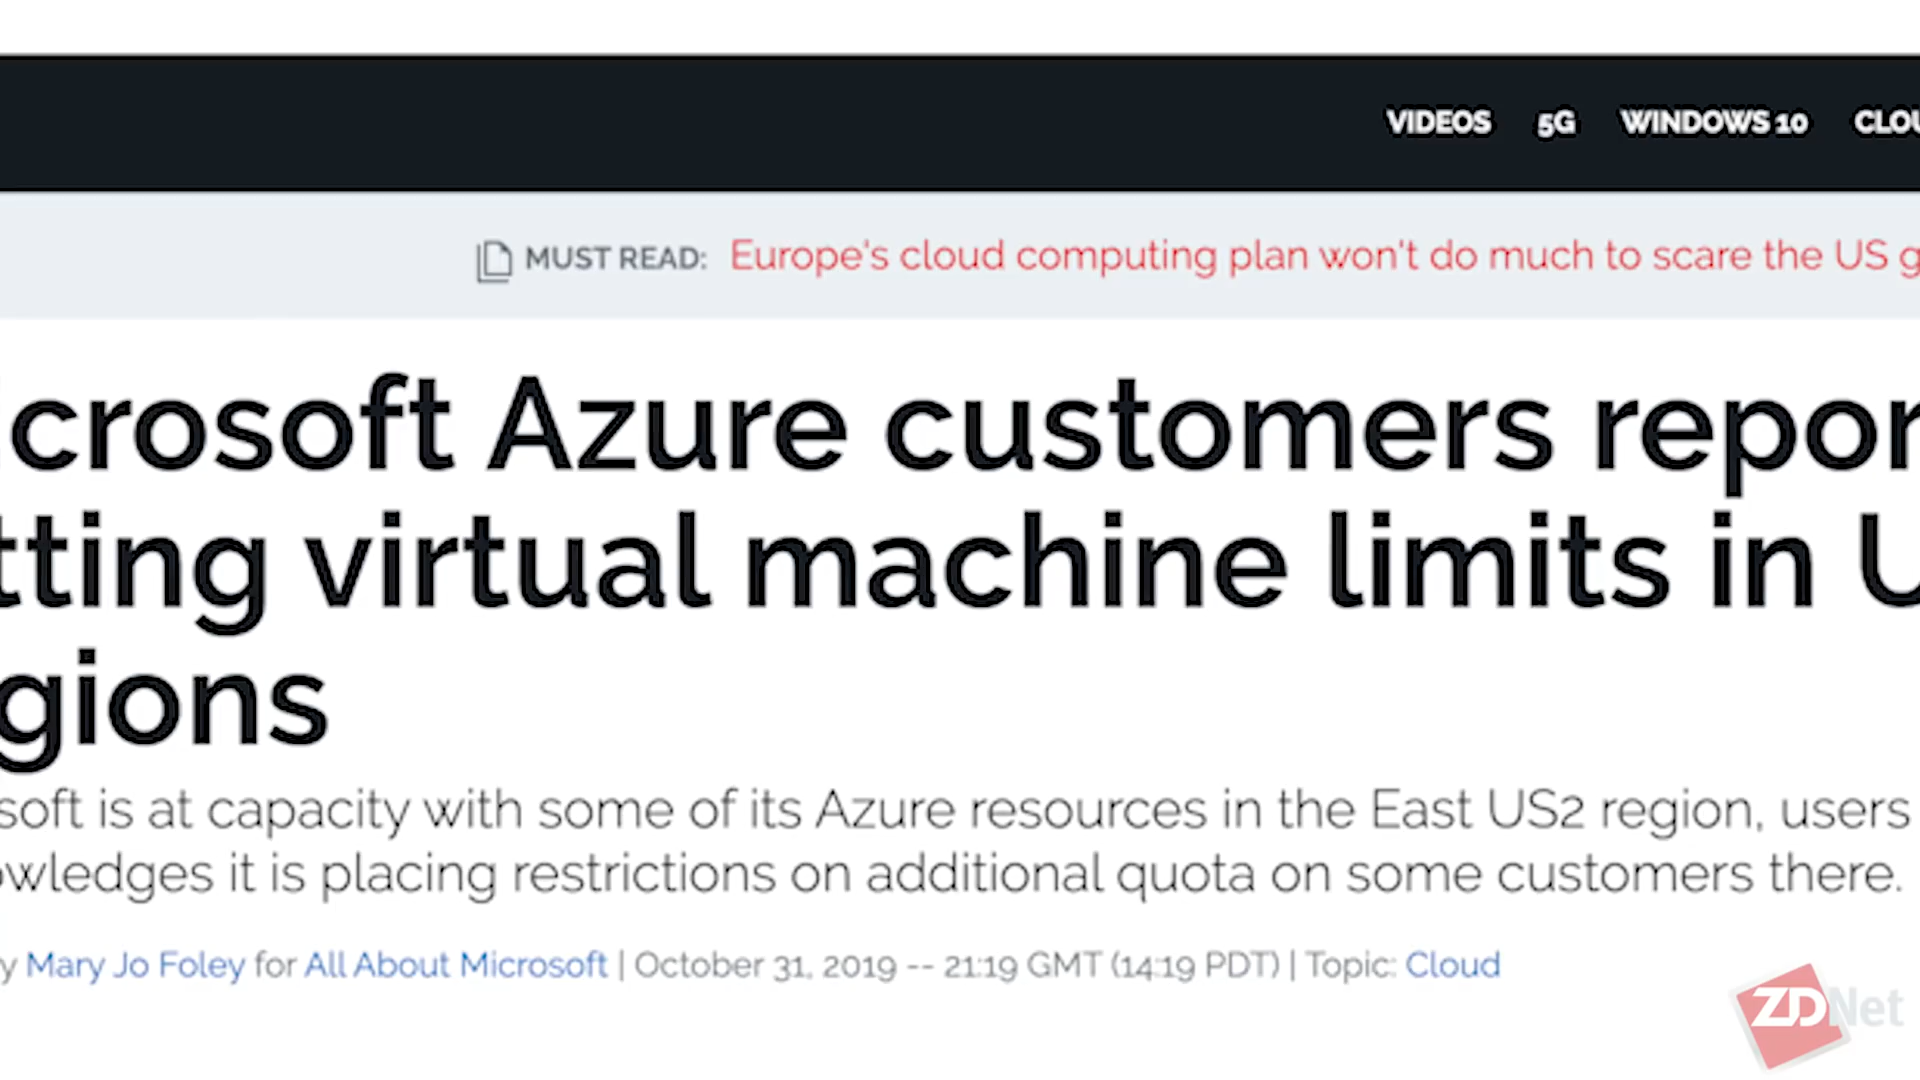 VIDEOS 5G WINDOWS 10 CLOU
MUST READ: Europe's cloud computing plan won't do much to scare the US g
icrosoft Azure customers repor
tting virtual machine limits in U
gions
soft is at capacity with some of its Azure resources in the East US2 region, users
owledges it is placing restrictions on additional quota on some customers there.
y Mary Jo Foley for All About Microsoft | October 31, 2019 -- 21:19 GMT (14:19 PDT) | Topic: Cloud
ZDNet